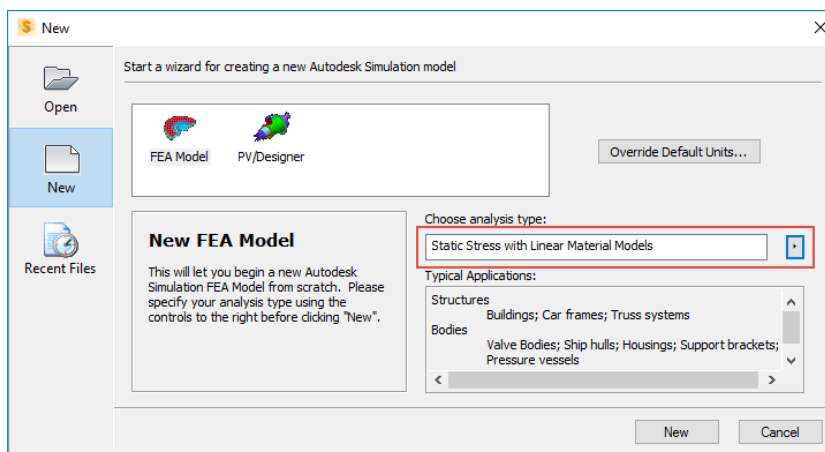 New
Start a wizard for creating a new Autodesk Simulation model
Open
New
Recent Files
FEA Model
PV/Designer
Override Default Units...
New FEA Model
This will let you begin a new Autodesk
Simulation FEA Model from scratch. Please
specify your analysis type using the
controls to the right before clicking "New".
Choose analysis type:
Static Stress with Linear Material Models
Typical Applications:
Structures
Buildings; Car frames; Truss systems
Bodies
Valve Bodies; Ship hulls; Housings; Support brackets;
Pressure vessels
New
Cancel